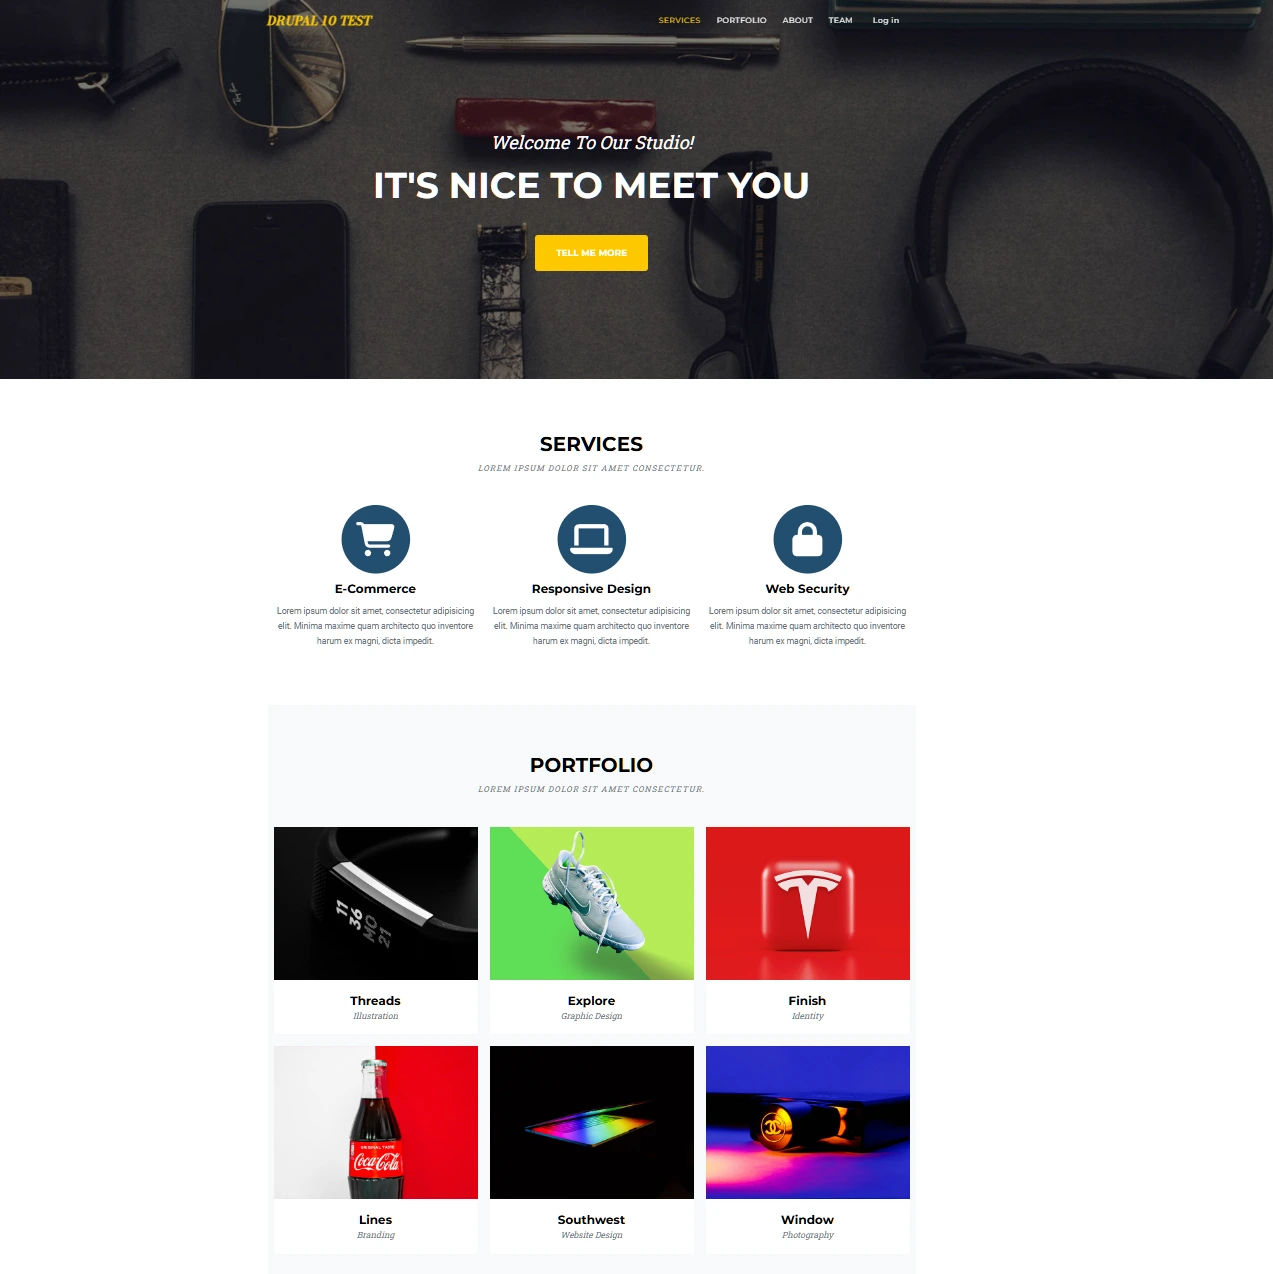 DRUPAL 10 TEST
SERVICES PORTFOLIO ABOUT TEAM Log in
Welcome To Our Studio!
IT'S NICE TO MEET YOU
TELL ME MORE
SERVICES
LOREM IPSUM DOLOR SIT AMET CONSECTETUR.
E-Commerce
Lorem ipsum dolor sit amet, consectetur adipisicing
elit. Minima maxime quam architecto quo inventore
harum ex magni, dicta impedit.
Responsive Design
Lorem ipsum dolor sit amet, consectetur adipisicing
elit. Minima maxime quam architecto quo inventore
harum ex magni, dicta impedit.
Web Security
Lorem ipsum dolor sit amet, consectetur adipisicing
elit. Minima maxime quam architecto quo inventore
harum ex magni, dicta impedit.
PORTFOLIO
LOREM IPSUM DOLOR SIT AMET CONSECTETUR.
11
36
MO
21
Threads
Illustration
Explore
Graphic Design
Finish
Identity
ORIGINAL TASTE
Coca-Cola
Lines
Branding
Southwest
Website Design
Window
Photography